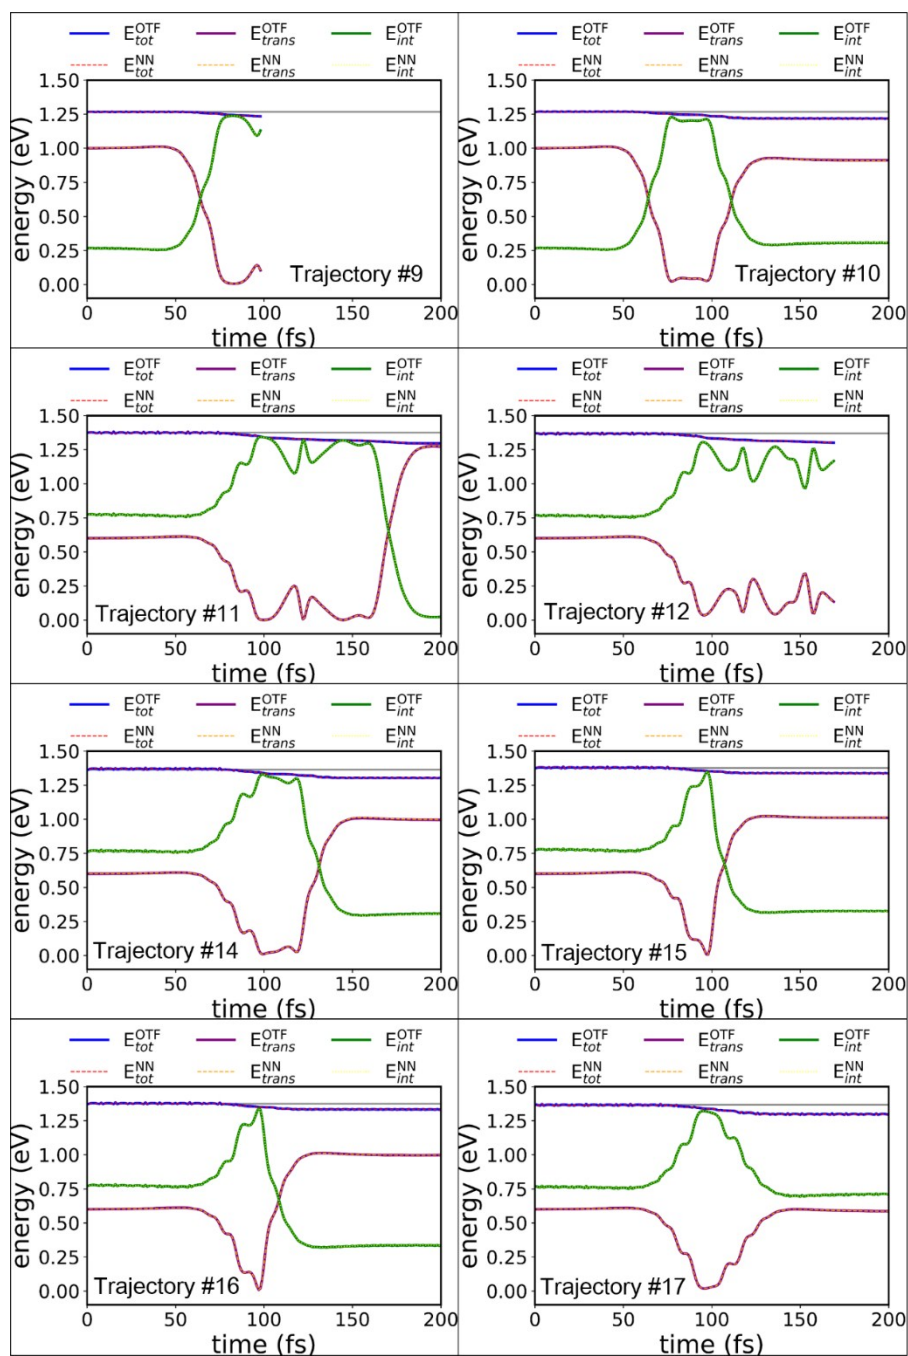 E^OTF_tot E^OTF_trans E^OTF_int
E^NN_tot E^NN_trans E^NN_int
energy (eV)
1.50
1.25
1.00
0.75
0.50
0.25
0.00
Trajectory #9
0 50 100 150 200
time (fs)
E^OTF_tot E^OTF_trans E^OTF_int
E^NN_tot E^NN_trans E^NN_int
energy (eV)
1.50
1.25
1.00
0.75
0.50
0.25
0.00
Trajectory #10
0 50 100 150 200
time (fs)
E^OTF_tot E^OTF_trans E^OTF_int
E^NN_tot E^NN_trans E^NN_int
energy (eV)
1.50
1.25
1.00
0.75
0.50
0.25
0.00
Trajectory #11
0 50 100 150 200
time (fs)
E^OTF_tot E^OTF_trans E^OTF_int
E^NN_tot E^NN_trans E^NN_int
energy (eV)
1.50
1.25
1.00
0.75
0.50
0.25
0.00
Trajectory #12
0 50 100 150 200
time (fs)
E^OTF_tot E^OTF_trans E^OTF_int
E^NN_tot E^NN_trans E^NN_int
energy (eV)
1.50
1.25
1.00
0.75
0.50
0.25
0.00
Trajectory #14
0 50 100 150 200
time (fs)
E^OTF_tot E^OTF_trans E^OTF_int
E^NN_tot E^NN_trans E^NN_int
energy (eV)
1.50
1.25
1.00
0.75
0.50
0.25
0.00
Trajectory #15
0 50 100 150 200
time (fs)
E^OTF_tot E^OTF_trans E^OTF_int
E^NN_tot E^NN_trans E^NN_int
energy (eV)
1.50
1.25
1.00
0.75
0.50
0.25
0.00
Trajectory #16
0 50 100 150 200
time (fs)
E^OTF_tot E^OTF_trans E^OTF_int
E^NN_tot E^NN_trans E^NN_int
energy (eV)
1.50
1.25
1.00
0.75
0.50
0.25
0.00
Trajectory #17
0 50 100 150 200
time (fs)